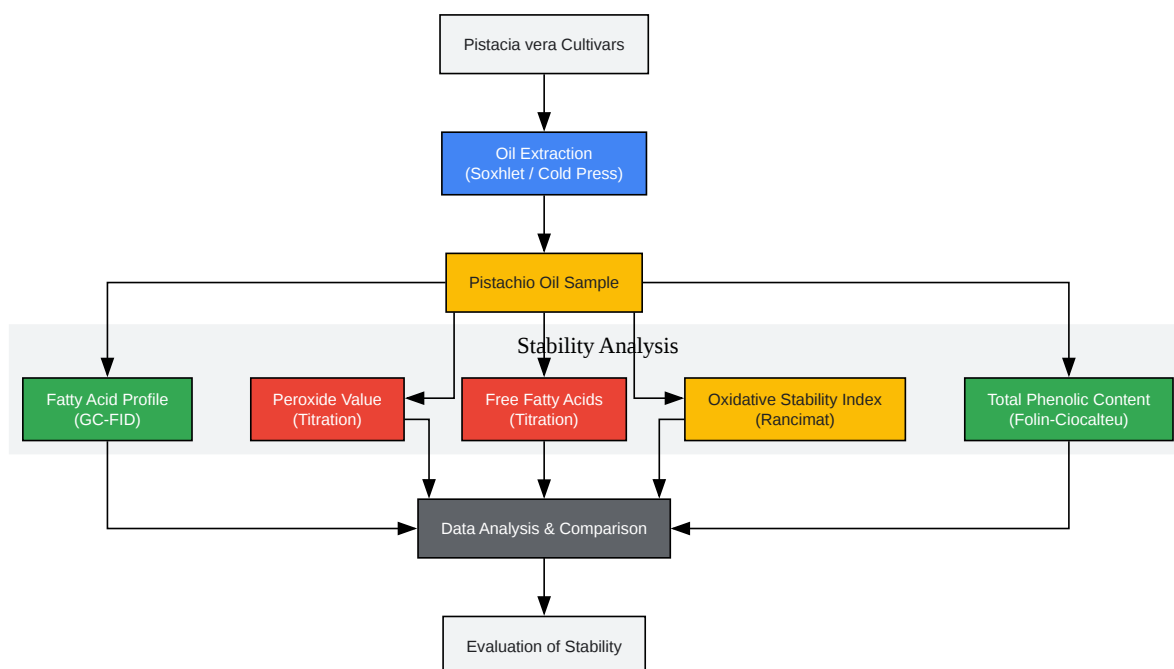 Pistacia vera Cultivars
Oil Extraction
(Soxhlet / Cold Press)
Pistachio Oil Sample
Stability Analysis
Fatty Acid Profile
(GC-FID)
Peroxide Value
(Titration)
Free Fatty Acids
(Titration)
Oxidative Stability Index
(Rancimat)
Total Phenolic Content
(Folin-Ciocalteu)
Data Analysis & Comparison
Evaluation of Stability